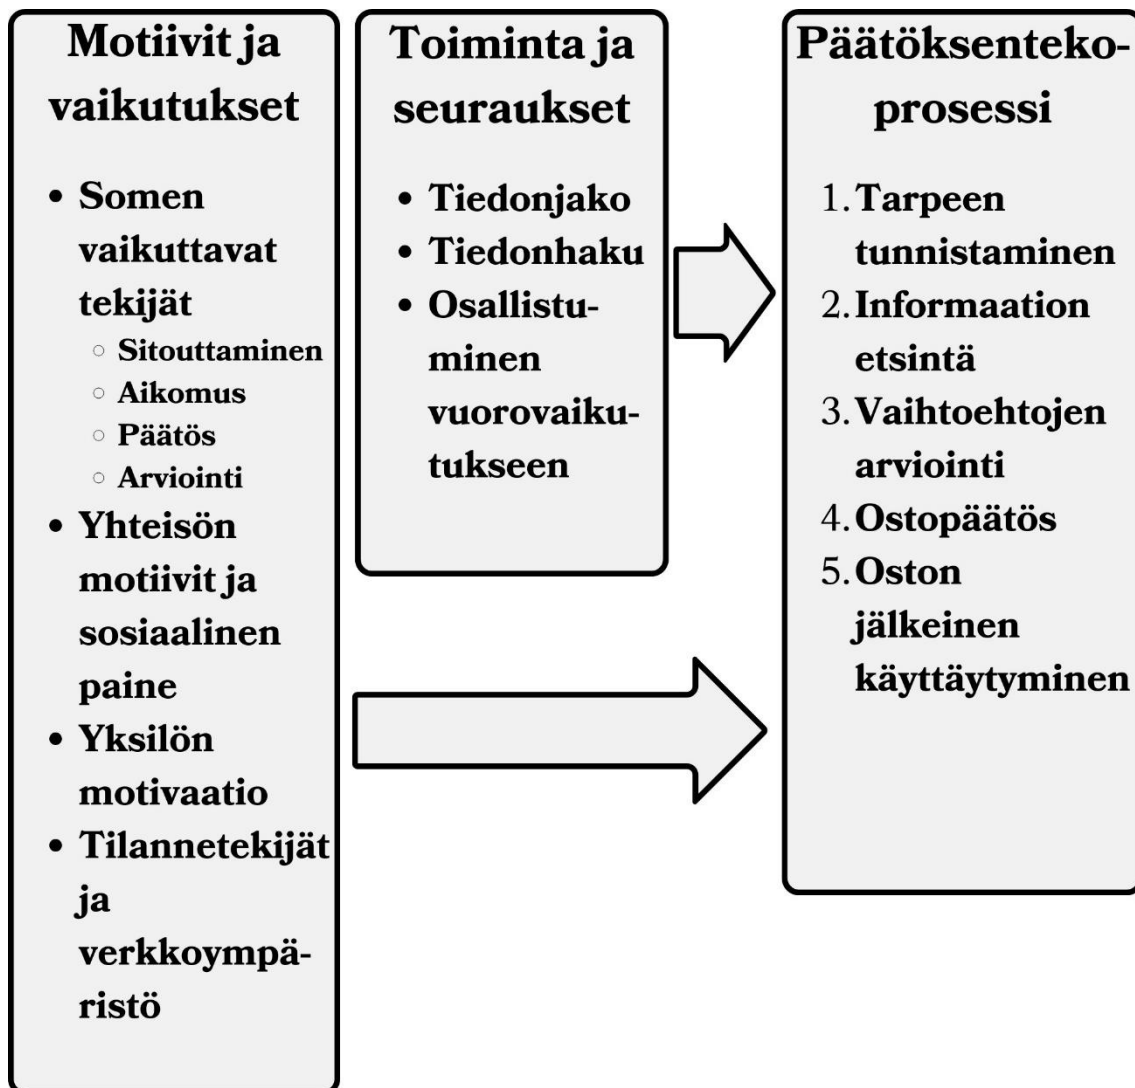 Motiivit ja
vaikutukset
• Somen
vaikuttavat
tekijät
○ Sitouttaminen
○ Aikomus
○ Päätös
○ Arviointi
• Yhteisön
motiivit ja
sosiaalinen
paine
• Yksilön
motivaatio
• Tilannetekijät
ja
verkkoympä-
ristö
Toiminta ja
seuraukset
• Tiedonjako
• Tiedonhaku
• Osallistu-
minen
vuorovaiku-
tukseen
Päätöksenteko-
prosessi
1. Tarpeen
tunnistaminen
2. Informaation
etsintä
3. Vaihtoehtojen
arviointi
4. Ostopäätös
5. Oston
jälkeinen
käyttäytyminen